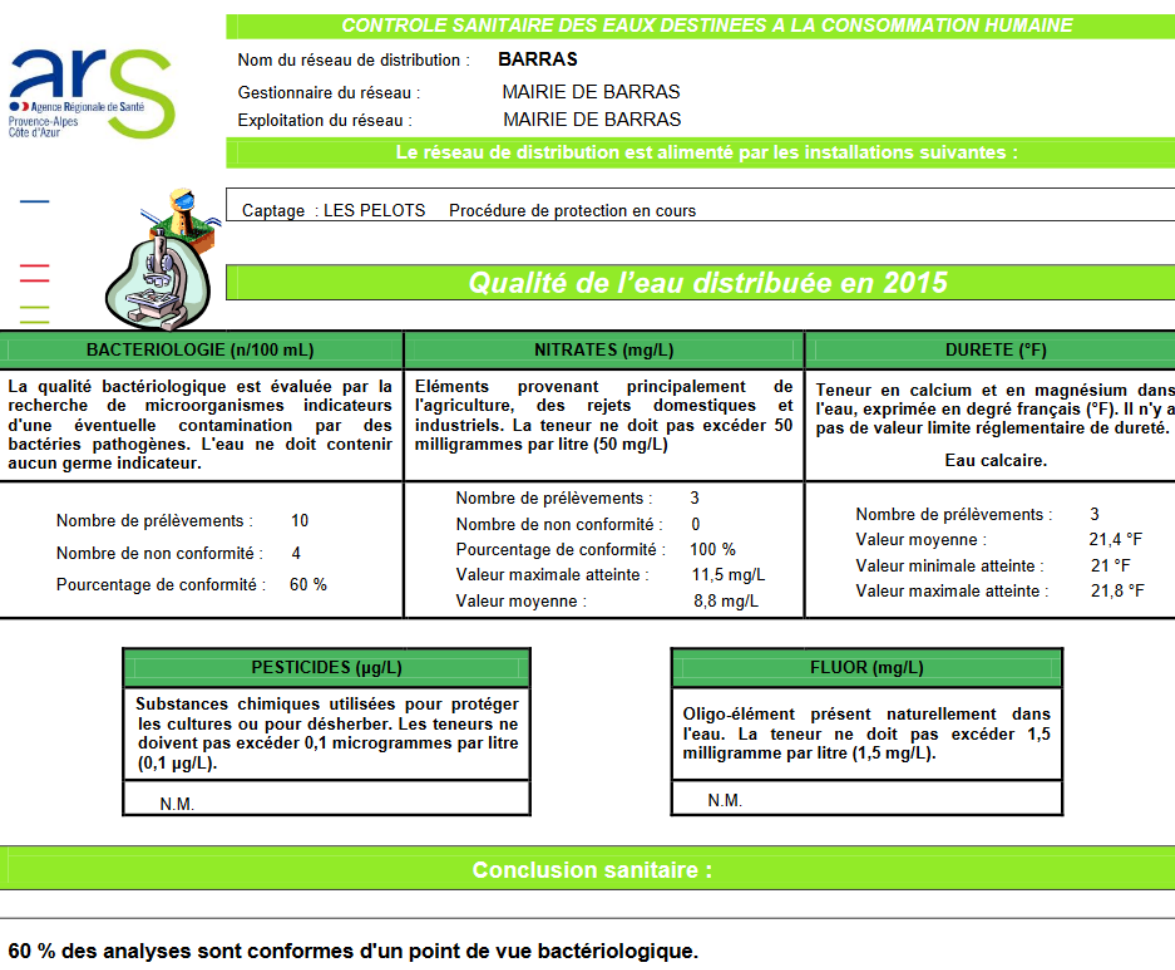 CONTROLE SANITAIRE DES EAUX DESTINEES A LA CONSOMMATION HUMAINE
ars
Agence Régionale de Santé
Provence-Alpes
Côte d'Azur
Nom du réseau de distribution : BARRAS
Gestionnaire du réseau : MAIRIE DE BARRAS
Exploitation du réseau : MAIRIE DE BARRAS
Le réseau de distribution est alimenté par les installations suivantes :
Captage : LES PELOTS Procédure de protection en cours
Qualité de l'eau distribuée en 2015
BACTERIOLOGIE (n/100 mL)
La qualité bactériologique est évaluée par la
recherche de microorganismes indicateurs
d'une éventuelle contamination par des
bactéries pathogènes. L'eau ne doit contenir
aucun germe indicateur.
Nombre de prélèvements : 10
Nombre de non conformité : 4
Pourcentage de conformité : 60 %
NITRATES (mg/L)
Eléments provenant principalement de
l'agriculture, des rejets domestiques et
industriels. La teneur ne doit pas excéder 50
milligrammes par litre (50 mg/L)
Nombre de prélèvements : 3
Nombre de non conformité : 0
Pourcentage de conformité : 100 %
Valeur maximale atteinte : 11,5 mg/L
Valeur moyenne : 8,8 mg/L
DURETE (°F)
Teneur en calcium et en magnésium dans
l'eau, exprimée en degré français (°F). Il n'y a
pas de valeur limite réglementaire de dureté.
Eau calcaire.
Nombre de prélèvements : 3
Valeur moyenne : 21,4 °F
Valeur minimale atteinte : 21 °F
Valeur maximale atteinte : 21,8 °F
PESTICIDES (µg/L)
Substances chimiques utilisées pour protéger
les cultures ou pour désherber. Les teneurs ne
doivent pas excéder 0,1 microgrammes par litre
(0,1 µg/L).
N.M.
FLUOR (mg/L)
Oligo-élément présent naturellement dans
l'eau. La teneur ne doit pas excéder 1,5
milligramme par litre (1,5 mg/L).
N.M.
Conclusion sanitaire :
60 % des analyses sont conformes d'un point de vue bactériologique.